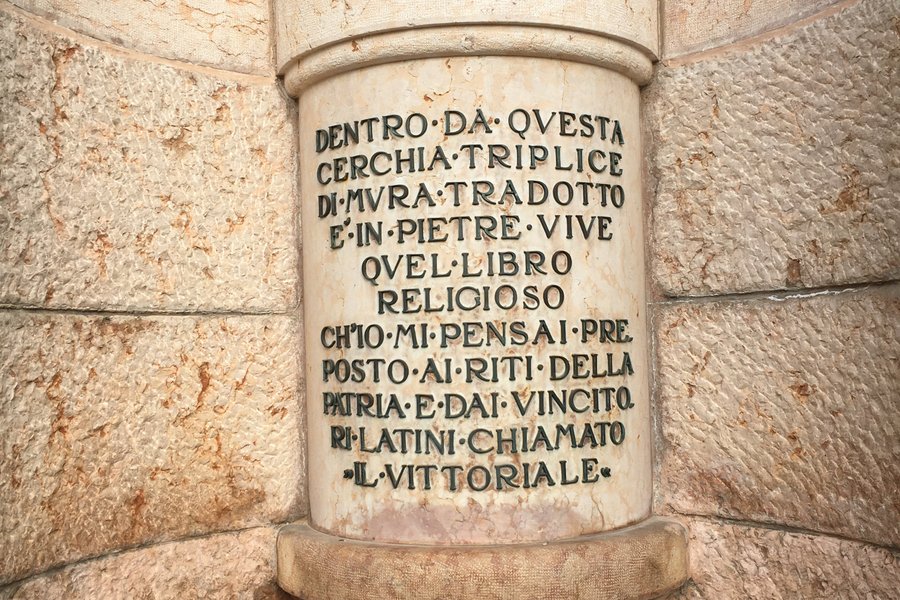 DENTRO·DA·QVESTA
CERCHIA·TRIPLICE
DI·MVRA·TRADOTTO
E'·IN·PIETRE·VIVE
QVEL·LIBRO
RELIGIOSO
CH'IO·MI·PENSAI·PRE.
POSTO·AI·RITI·DELLA
PATRIA·E·DAI·VINCITO.
RI·LATINI·CHIAMATO
»IL·VITTORIALE«